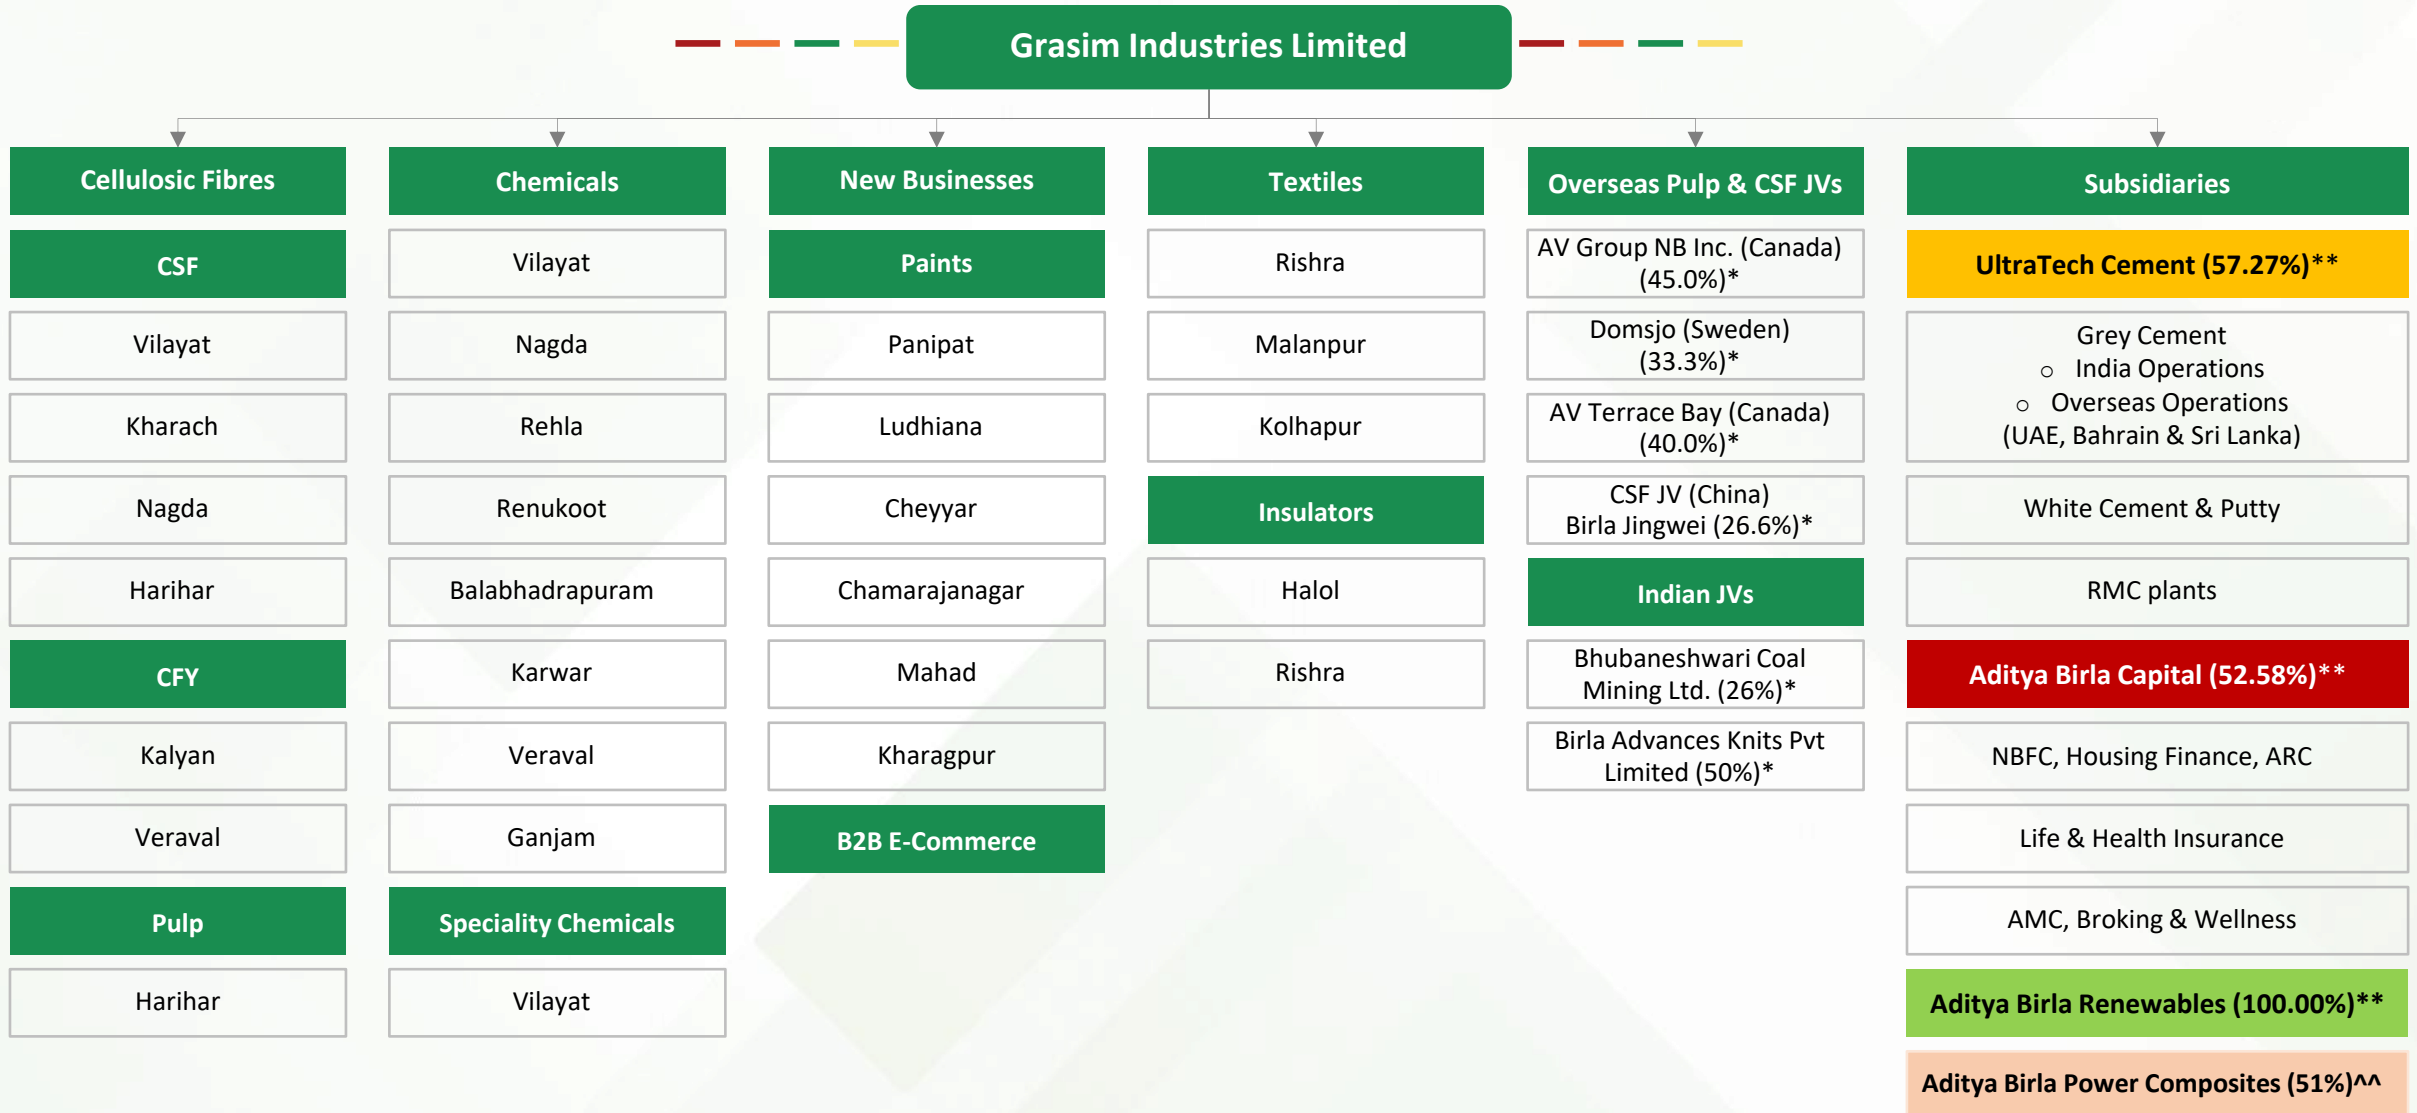 Grasim Industries Limited
Cellulosic Fibres
CSF
Vilayat
Kharach
Nagda
Harihar
CFY
Kalyan
Veraval
Pulp
Harihar
Chemicals
Vilayat
Nagda
Rehla
Renukoot
Balabhadrapuram
Karwar
Veraval
Ganjam
Speciality Chemicals
Vilayat
New Businesses
Paints
Panipat
Ludhiana
Cheyyar
Chamarajanagar
Mahad
Kharagpur
B2B E-Commerce
Textiles
Rishra
Malanpur
Kolhapur
Insulators
Halol
Rishra
Overseas Pulp & CSF JVs
AV Group NB Inc. (Canada)
(45.0%)*
Domsjo (Sweden)
(33.3%)*
AV Terrace Bay (Canada)
(40.0%)*
CSF JV (China)
Birla Jingwei (26.6%)*
Indian JVs
Bhubaneshwari Coal
Mining Ltd. (26%)*
Birla Advances Knits Pvt
Limited (50%)*
Subsidiaries
UltraTech Cement (57.27%)**
Grey Cement
o India Operations
o Overseas Operations
(UAE, Bahrain & Sri Lanka)
White Cement & Putty
RMC plants
Aditya Birla Capital (52.58%)**
NBFC, Housing Finance, ARC
Life & Health Insurance
AMC, Broking & Wellness
Aditya Birla Renewables (100.00%)**
Aditya Birla Power Composites (51%)^^